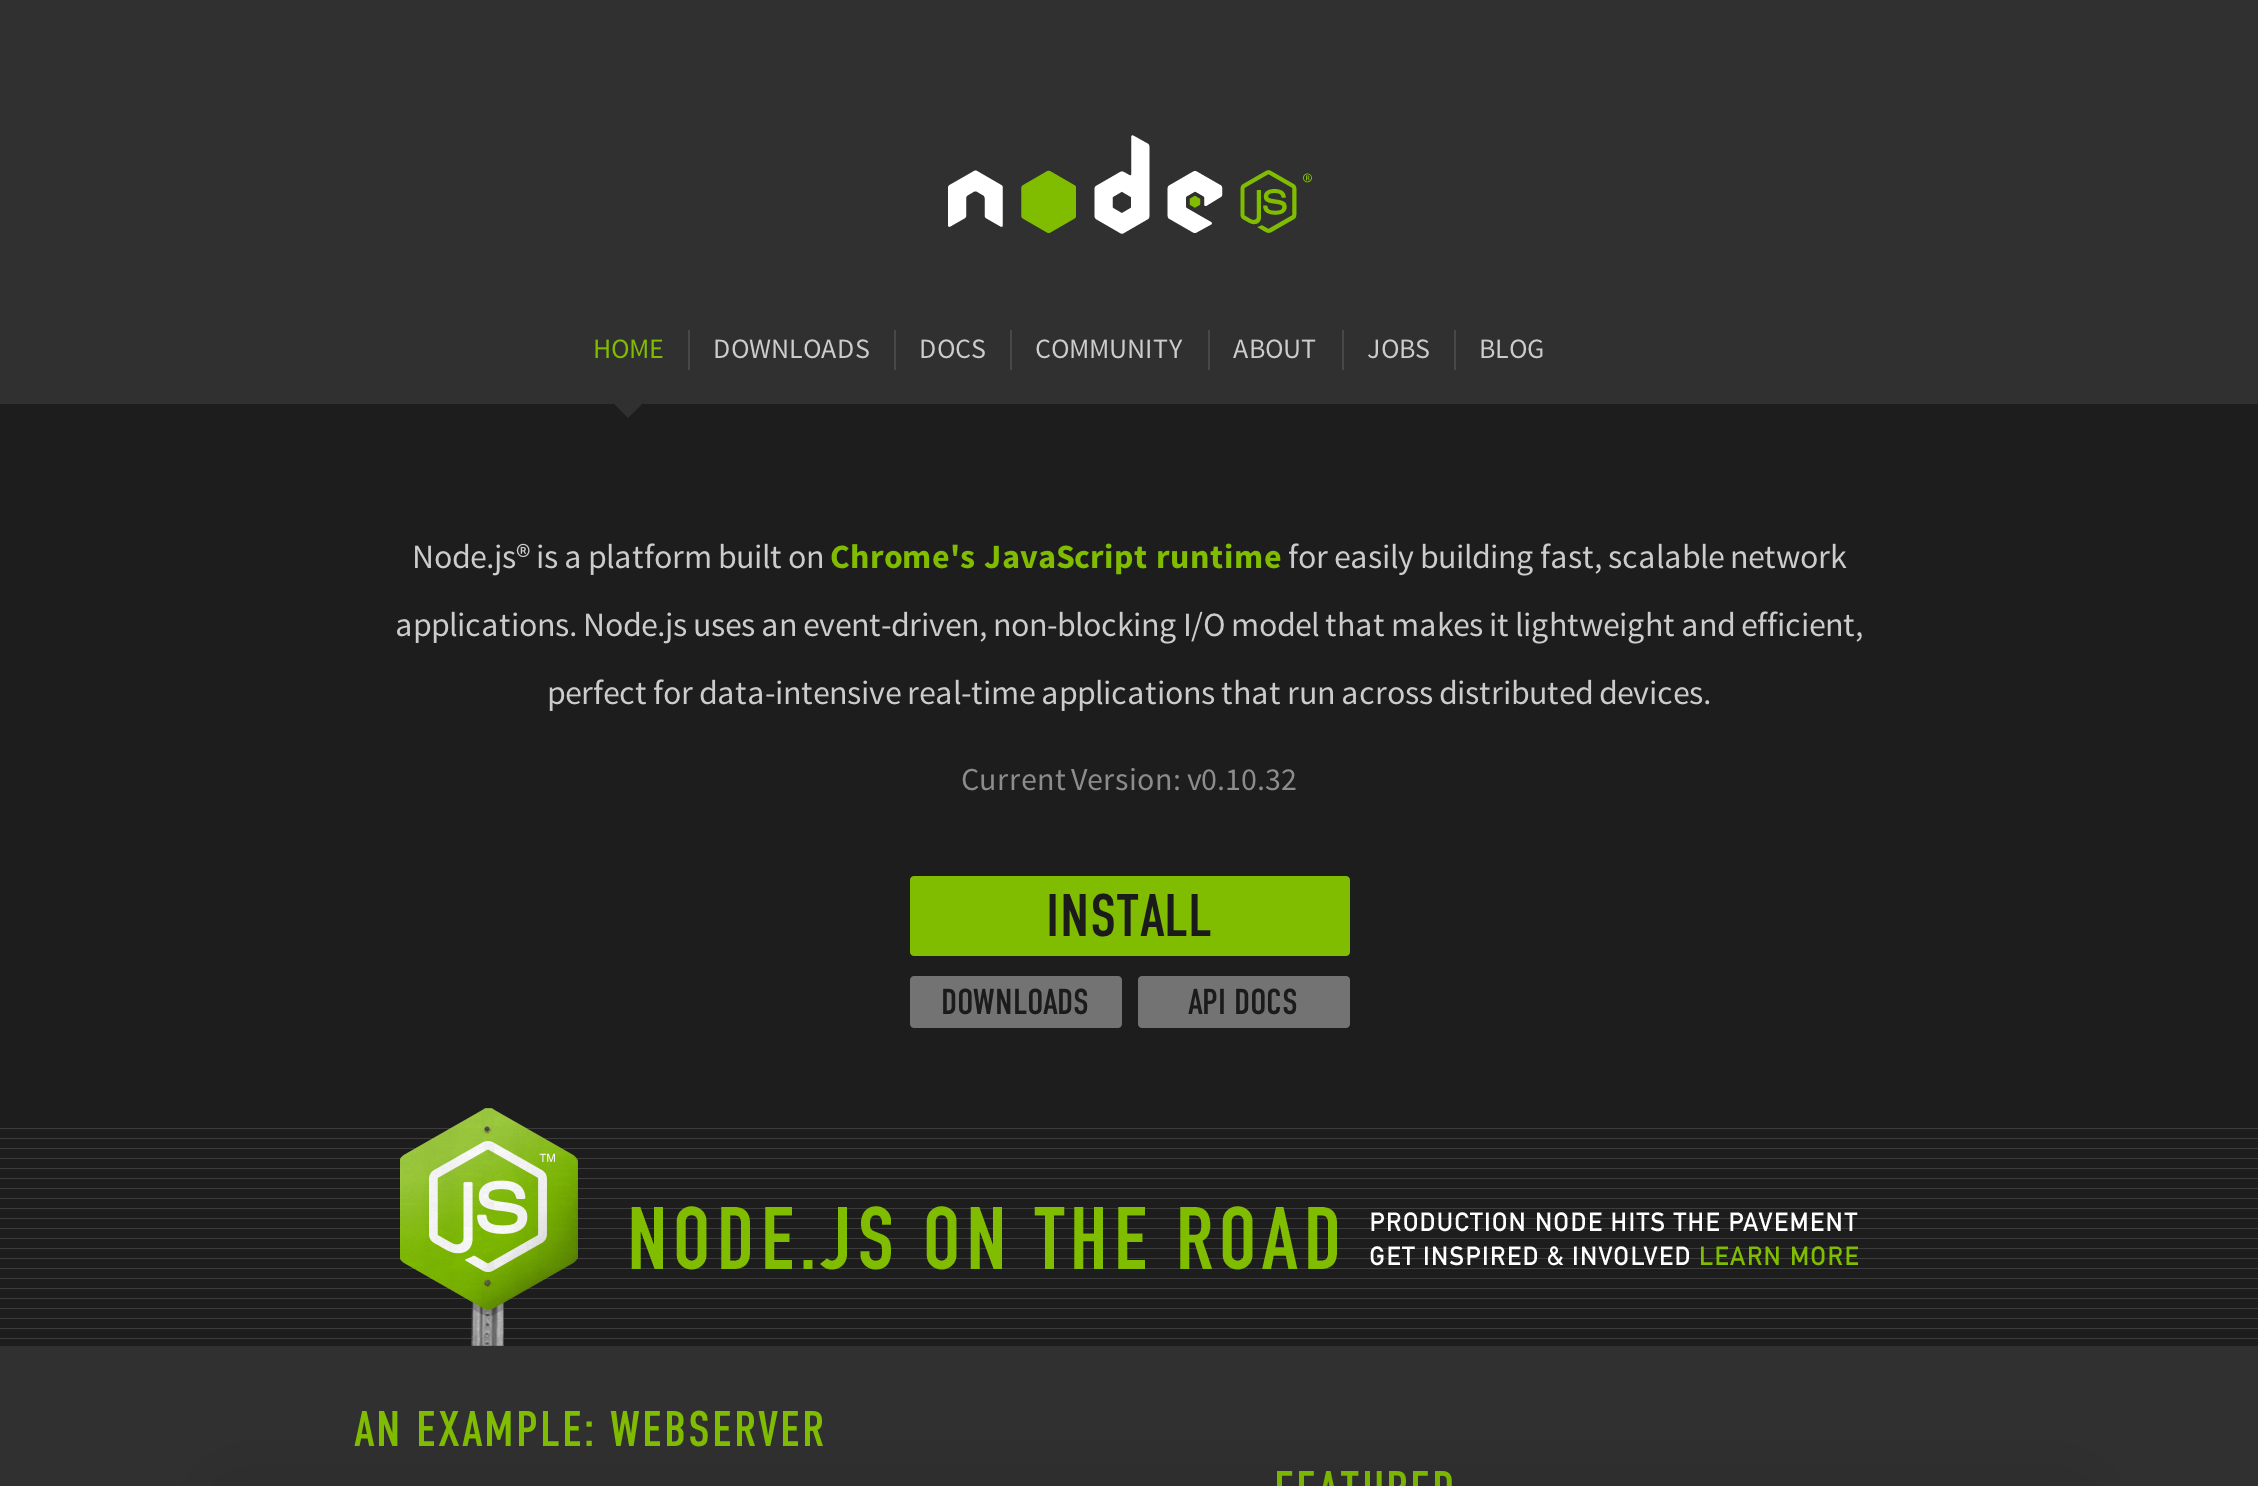 node JS ®
HOME DOWNLOADS DOCS COMMUNITY ABOUT JOBS BLOG
Node.js® is a platform built on Chrome's JavaScript runtime for easily building fast, scalable network
applications. Node.js uses an event-driven, non-blocking I/O model that makes it lightweight and efficient,
perfect for data-intensive real-time applications that run across distributed devices.
Current Version: v0.10.32
INSTALL
DOWNLOADS API DOCS
JS ™
NODE.JS ON THE ROAD
PRODUCTION NODE HITS THE PAVEMENT
GET INSPIRED & INVOLVED LEARN MORE
AN EXAMPLE: WEBSERVER
FEATURED